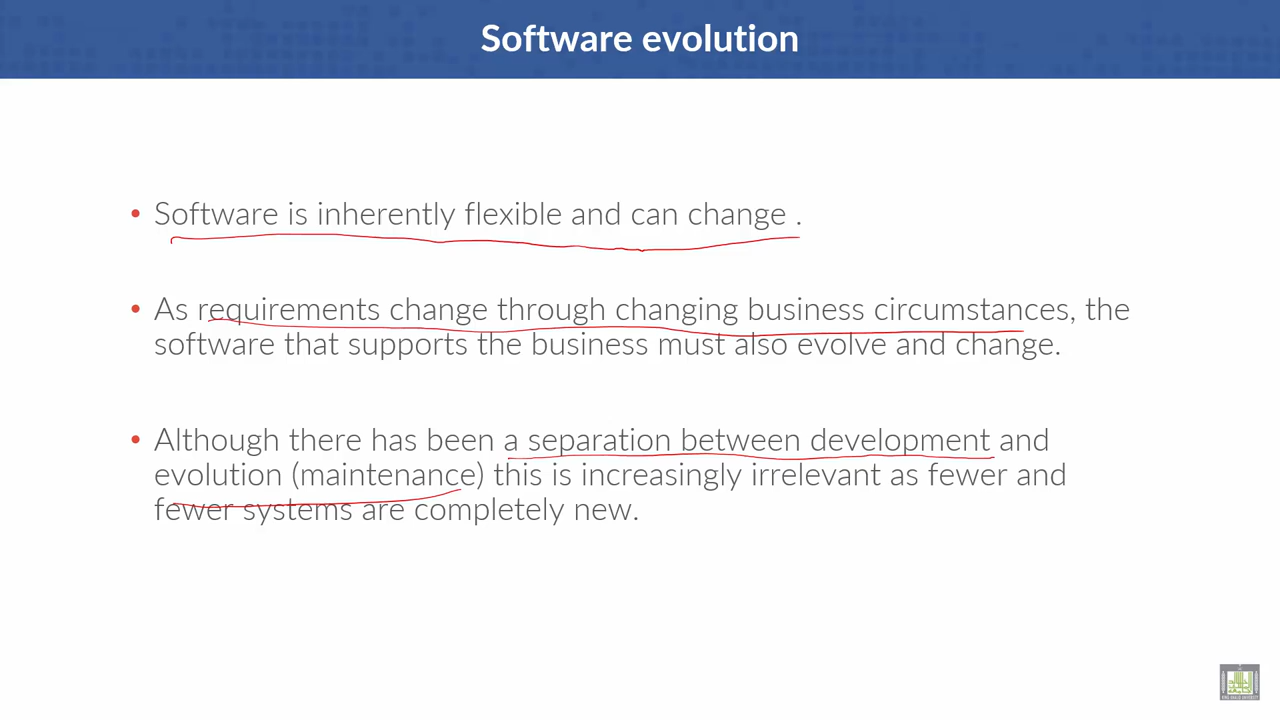 Software evolution
• Software is inherently flexible and can change .
• As requirements change through changing business circumstances, the
software that supports the business must also evolve and change.
• Although there has been a separation between development and
evolution (maintenance) this is increasingly irrelevant as fewer and
fewer systems are completely new.